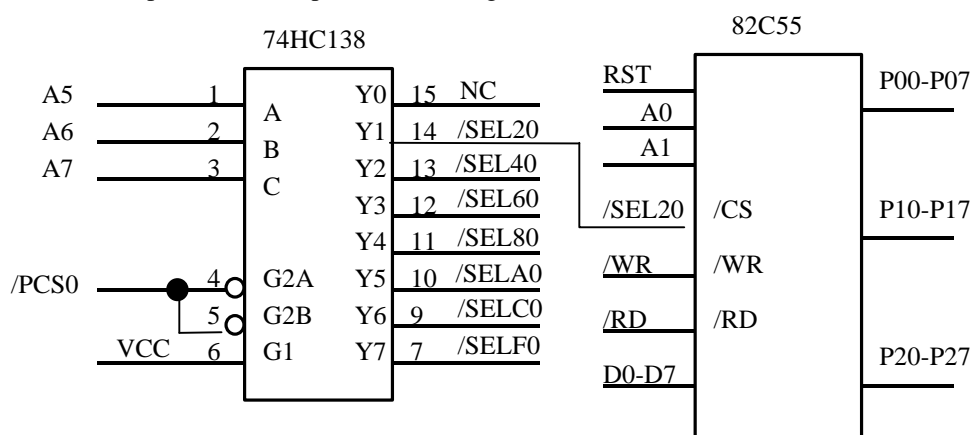 74HC138
82C55
A5 1 A Y0 15 NC
A6 2 B Y1 14 /SEL20
A7 3 C Y2 13 /SEL40
Y3 12 /SEL60
Y4 11 /SEL80
/PCS0 4 G2A Y5 10 /SELA0
5 G2B Y6 9 /SELC0
VCC 6 G1 Y7 7 /SELF0
RST P00-P07
A0
A1
/SEL20 /CS P10-P17
/WR /WR
/RD /RD
D0-D7 P20-P27